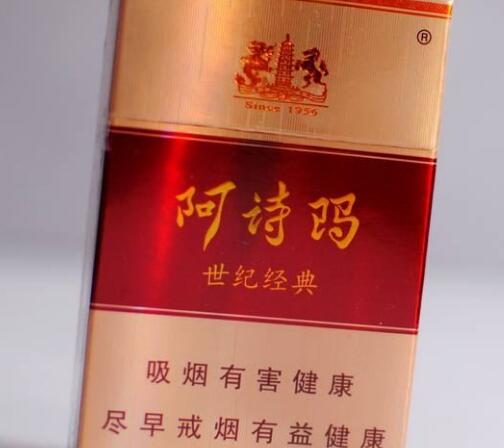 ®
Since 1956
阿诗玛
世纪经典
吸烟有害健康
尽早戒烟有益健康